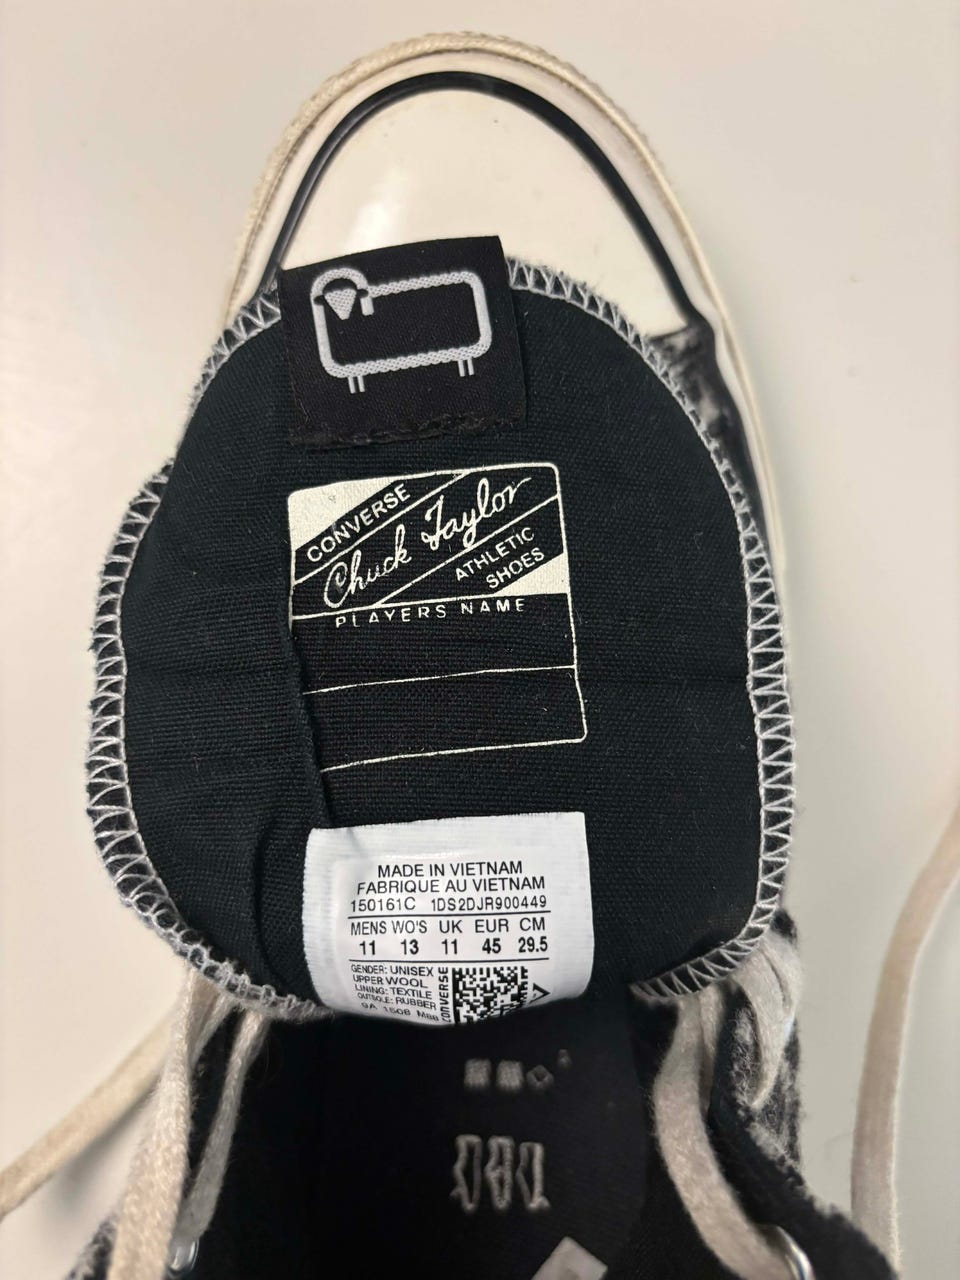 CONVERSE
Chuck Taylor
ATHLETIC
SHOES
PLAYERS NAME
MADE IN VIETNAM
FABRIQUE AU VIETNAM
150161C 1DS2DJR900449
MENS WO'S UK EUR CM
11 13 11 45 29.5
GENDER: UNISEX
UPPER WOOL
LINING: TEXTILE
OUTSOLE: RUBBER
CONVERSE